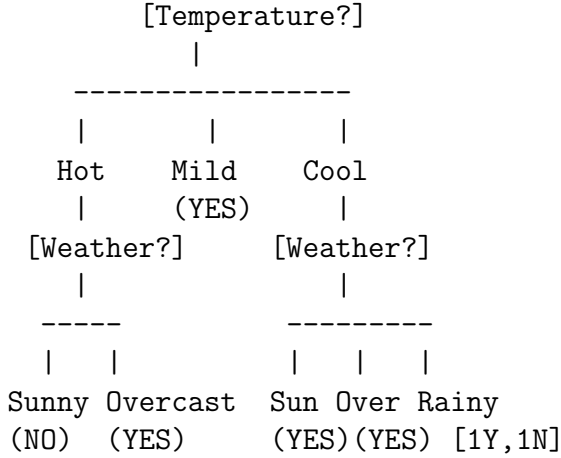 [Temperature?]
|
-----------------
| | |
Hot Mild Cool
| (YES) |
[Weather?] [Weather?]
| |
----- ---------
| | | | |
Sunny Overcast Sun Over Rainy
(NO) (YES) (YES)(YES) [1Y,1N]